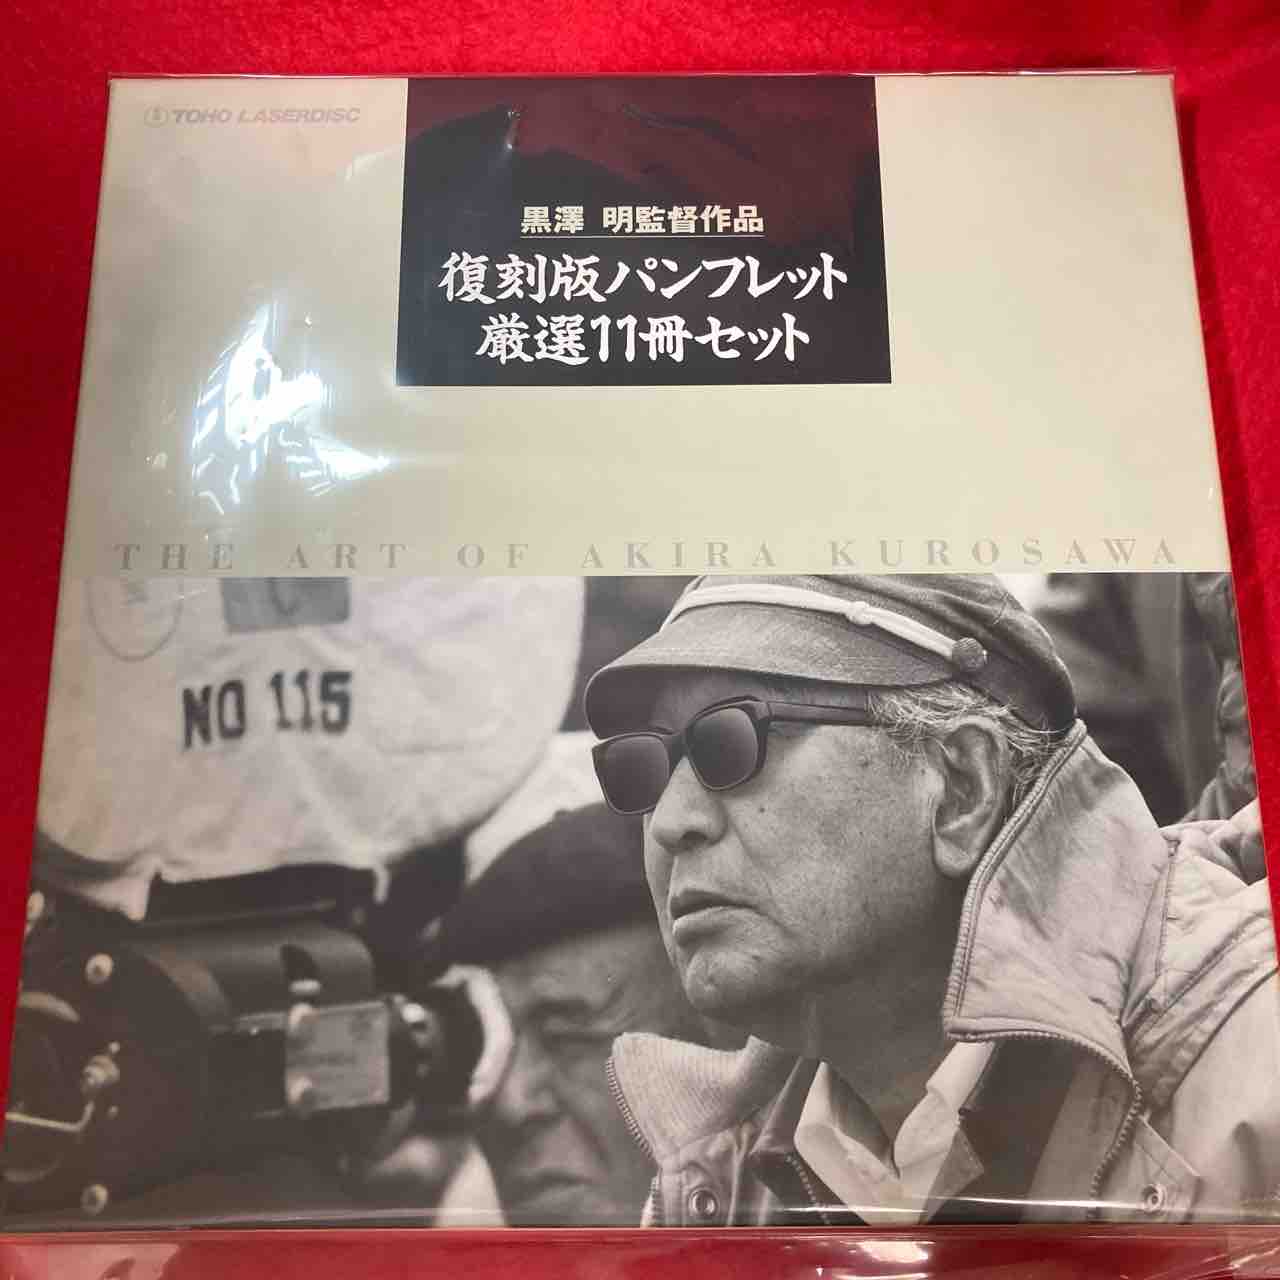 TOHO LASERDISC
黒澤 明監督作品
復刻版パンフレット
厳選11冊セット
THE ART OF AKIRA KUROSAWA
NO 115